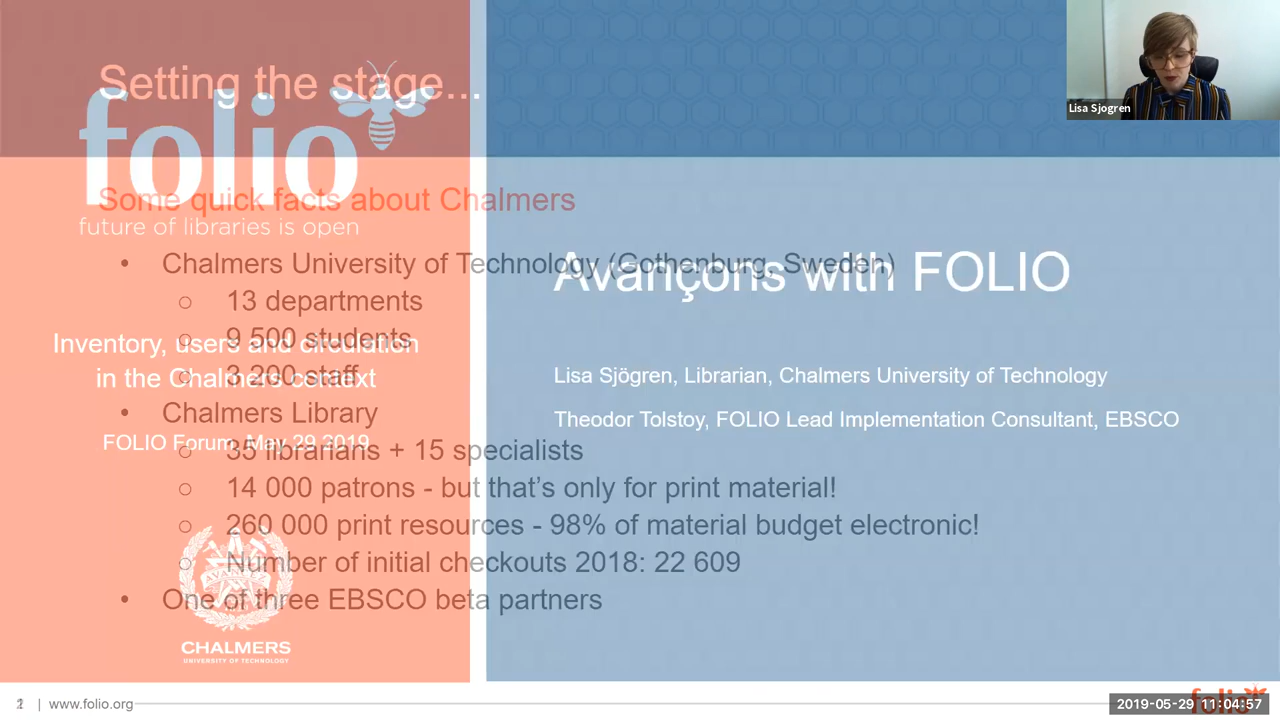 Setting the stage...
folio
future of libraries is open
Some quick facts about Chalmers
• Chalmers University of Technology (Gothenburg, Sweden)
○ 13 departments
○ 9 500 students
○ 3 200 staff
• Chalmers Library
○ 35 librarians + 15 specialists
○ 14 000 patrons - but that's only for print material!
○ 260 000 print resources - 98% of material budget electronic!
○ Number of initial checkouts 2018: 22 609
• One of three EBSCO beta partners
Inventory, users and circulation
in the Chalmers context
FOLIO Forum, May 29 2019
AVANCEZ
CHALMERS
UNIVERSITY OF TECHNOLOGY
Avançons with FOLIO
Lisa Sjögren, Librarian, Chalmers University of Technology
Theodor Tolstoy, FOLIO Lead Implementation Consultant, EBSCO
Lisa Sjogren
| www.folio.org
folio
2019-05-29 11:04:57